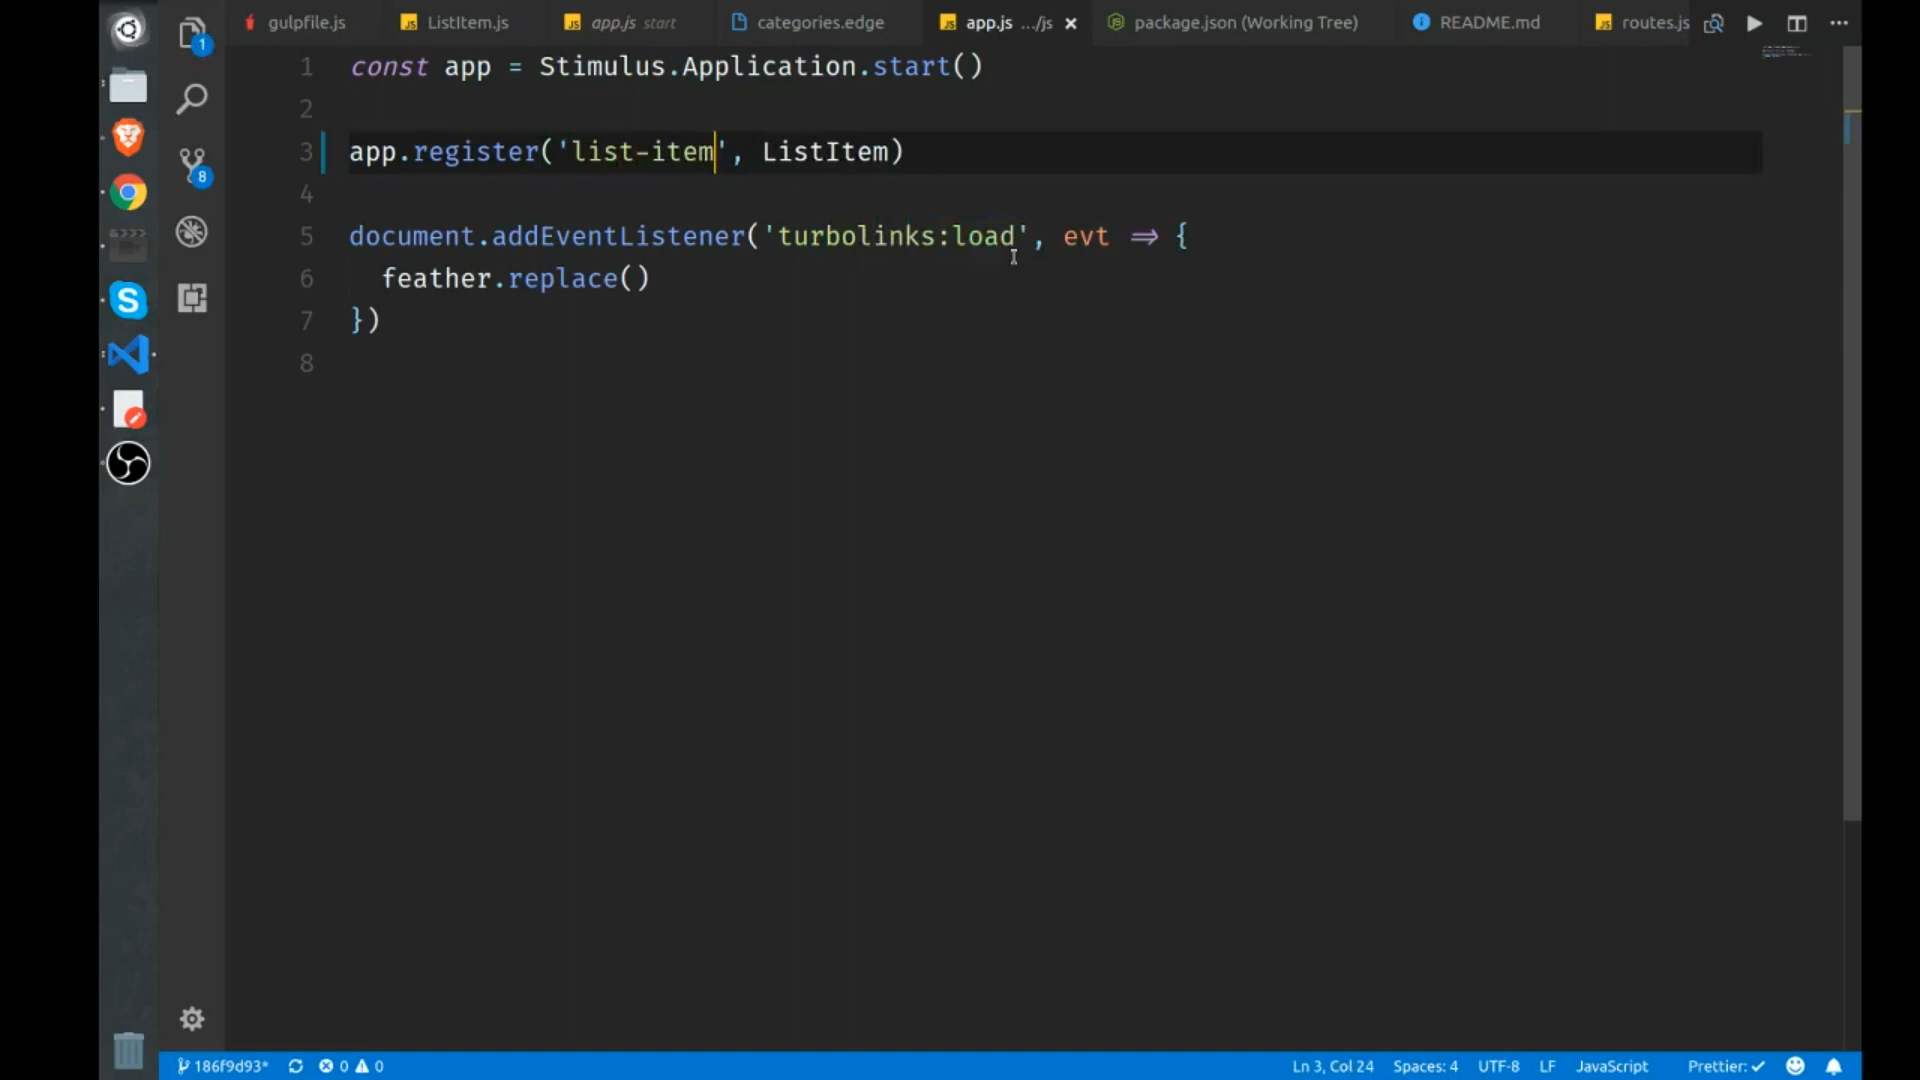 gulpfile.js ListItem.js app.js start categories.edge app.js .../js package.json (Working Tree) README.md routes.js
1 const app = Stimulus.Application.start()
2
3 app.register('list-item', ListItem)
4
5 document.addEventListener('turbolinks:load', evt => {
6 feather.replace()
7 })
8
1
8
186f9d93* 0 0 Ln 3, Col 24 Spaces: 4 UTF-8 LF JavaScript Prettier: ✓